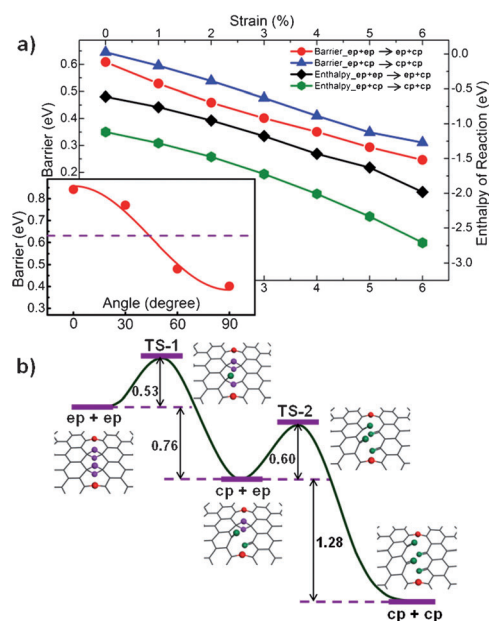 a)
Strain (%)
0 1 2 3 4 5 6
Barrier_ep+ep → ep+cp
Barrier_ep+cp → cp+cp
Enthalpy_ep+ep → ep+cp
Enthalpy_ep+cp → cp+cp
Barrier (eV)
0.6
0.5
0.4
0.3
0.2
Enthalpy of Reaction (eV)
0.0
-0.5
-1.0
-1.5
-2.0
-2.5
-3.0
3 4 5 6
Barrier (eV)
0.8
0.7
0.6
0.5
0.4
0.3
0 30 60 90
Angle (degree)
b)
TS-1
0.53
ep + ep
0.76
TS-2
0.60
cp + ep
1.28
cp + cp